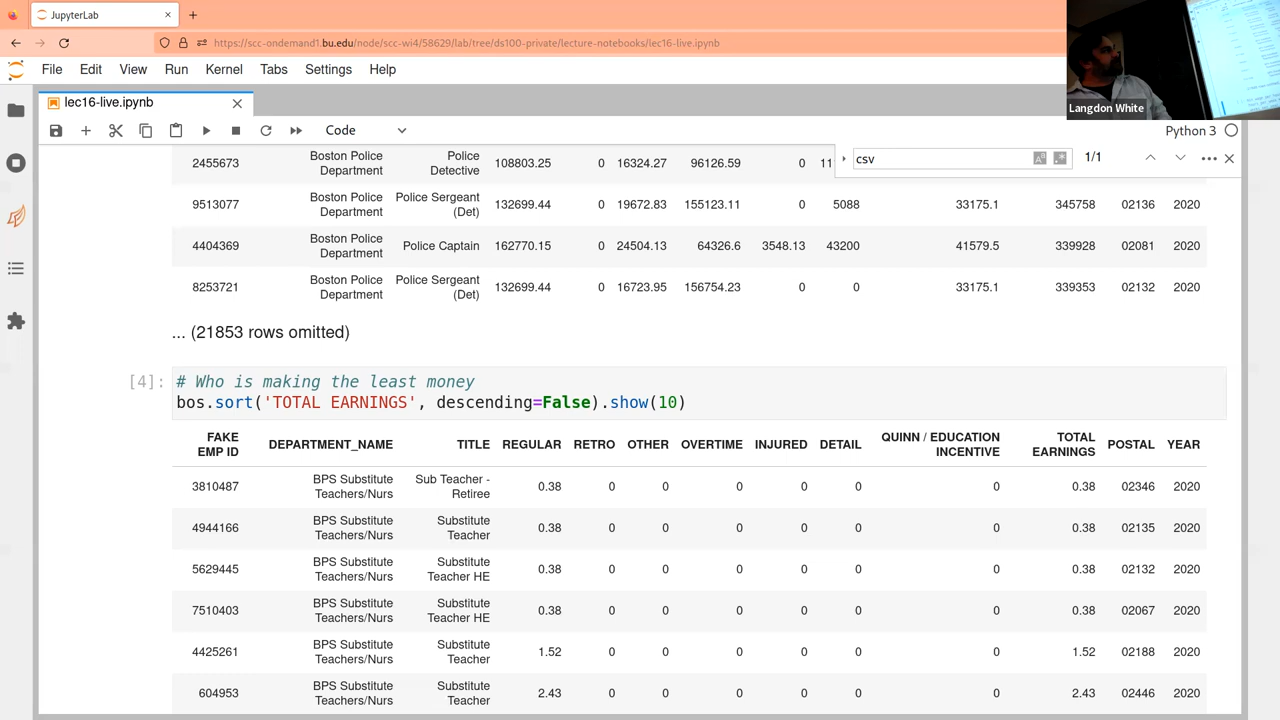 JupyterLab
https://scc-ondemand1.bu.edu/node/scc-wi4/58629/lab/tree/ds100-private/lecture-notebooks/lec16-live.ipynb
File Edit View Run Kernel Tabs Settings Help
Langdon White
lec16-live.ipynb
Code
Python 3
csv
1/1
2455673 Boston Police Department Police Detective 108803.25 0 16324.27 96126.59 0 11
9513077 Boston Police Department Police Sergeant (Det) 132699.44 0 19672.83 155123.11 0 5088 33175.1 345758 02136 2020
4404369 Boston Police Department Police Captain 162770.15 0 24504.13 64326.6 3548.13 43200 41579.5 339928 02081 2020
8253721 Boston Police Department Police Sergeant (Det) 132699.44 0 16723.95 156754.23 0 0 33175.1 339353 02132 2020
... (21853 rows omitted)
[4]: # Who is making the least money
bos.sort('TOTAL EARNINGS', descending=False).show(10)
FAKE EMP ID DEPARTMENT_NAME TITLE REGULAR RETRO OTHER OVERTIME INJURED DETAIL QUINN / EDUCATION INCENTIVE TOTAL EARNINGS POSTAL YEAR
3810487 BPS Substitute Teachers/Nurs Sub Teacher - Retiree 0.38 0 0 0 0 0 0 0.38 02346 2020
4944166 BPS Substitute Teachers/Nurs Substitute Teacher 0.38 0 0 0 0 0 0 0.38 02135 2020
5629445 BPS Substitute Teachers/Nurs Substitute Teacher HE 0.38 0 0 0 0 0 0 0.38 02132 2020
7510403 BPS Substitute Teachers/Nurs Substitute Teacher HE 0.38 0 0 0 0 0 0 0.38 02067 2020
4425261 BPS Substitute Teachers/Nurs Substitute Teacher 1.52 0 0 0 0 0 0 1.52 02188 2020
604953 BPS Substitute Teachers/Nurs Substitute Teacher 2.43 0 0 0 0 0 0 2.43 02446 2020